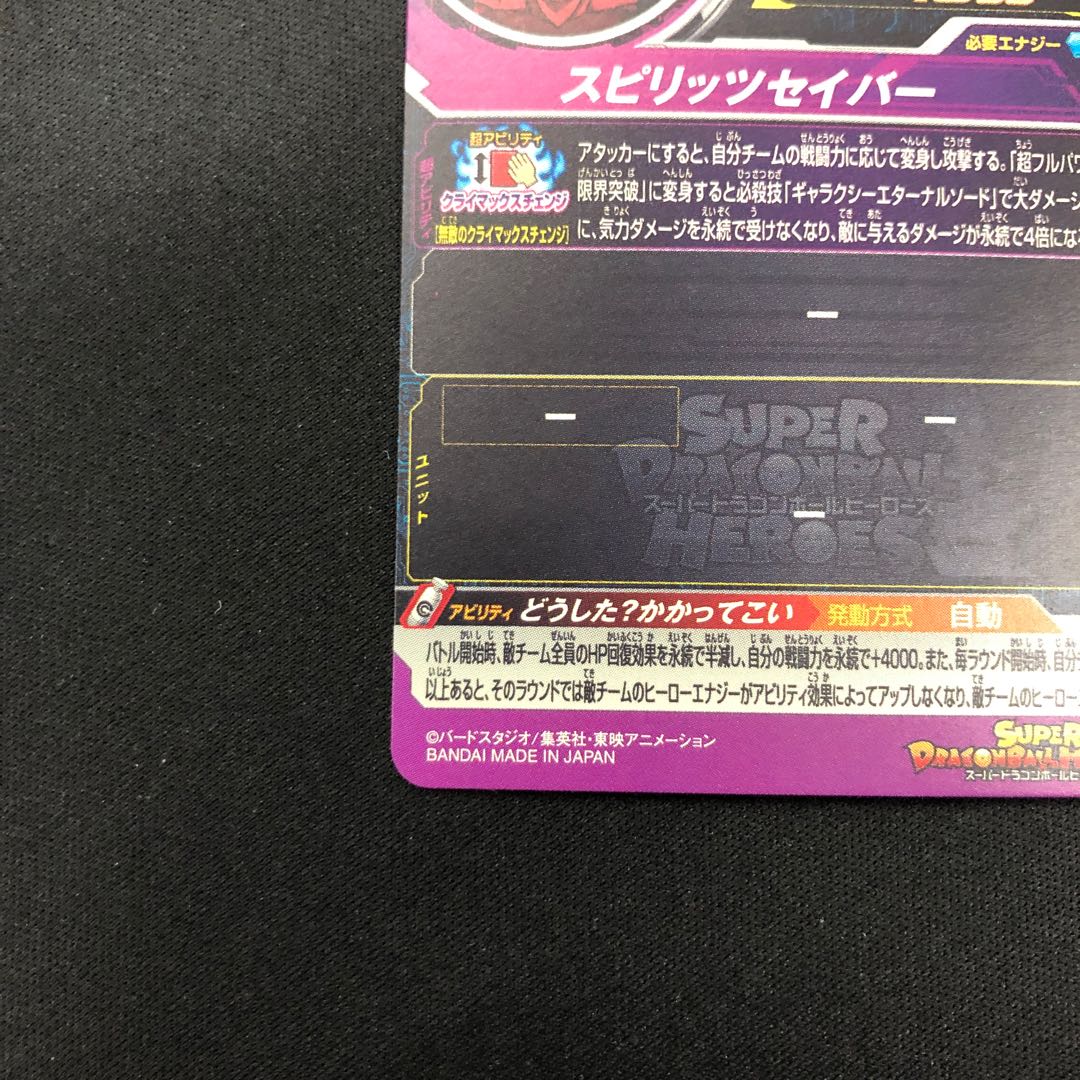 必要エナジー
スピリッツセイバー
超アビリティ
超アビリティ
クライマックスチェンジ
[無敵のクライマックスチェンジ]
アタッカーにすると、自分チームの戦闘力に応じて変身し攻撃する。「超フルパワ
限界突破」に変身すると必殺技「ギャラクシーエターナルソード」で大ダメージ
に、気力ダメージを永続で受けなくなり、敵に与えるダメージが永続で4倍にな
ー
ー
ー
ー
ユニット
SUPER
DRAGONBALL
スーパードラゴンボールヒーローズ
HEROES
アビリティ どうした?かかってこい 発動方式 自動
バトル開始時、敵チーム全員のHP回復効果を永続で半減し、自分の戦闘力を永続で+4000。また、毎ラウンド開始時、自分
以上あると、そのラウンドでは敵チームのヒーローエナジーがアビリティ効果によってアップしなくなり、敵チームのヒーロー
©バードスタジオ/集英社・東映アニメーション
BANDAI MADE IN JAPAN
SUPER
DRAGONBALL H
スーパードラゴンボールヒ